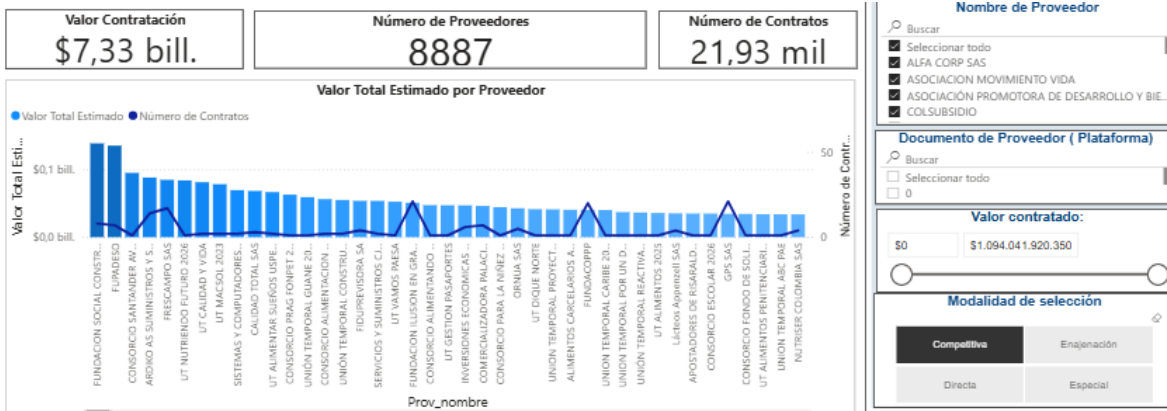 Valor Contratación
$7,33 bill.
Número de Proveedores
8887
Número de Contratos
21,93 mil
Valor Total Estimado por Proveedor
Valor Total Estimado
Número de Contratos
Valor Total Esti...
$0,1 bill.
$0,0 bill.
50
0
Número de Contr...
FUNDACION SOCIAL CONSTR...
FUPADESO
CONSORCIO SANTANDER AV...
ARDIKO AS SUMINISTROS Y S...
FRESCAMPO SAS
UT NUTRIENDO FUTURO 2026
UT CALIDAD Y VIDA
UT MACSOL 2023
SISTEMAS Y COMPUTADORES...
CALIDAD TOTAL SAS
UT ALIMENTAR SUEÑOS USPE...
CONSORCIO PRAG FONPET 2...
UNIÓN TEMPORAL GUANE 20...
CONSORCIO ALIMENTACION ...
UNIÓN TEMPORAL CONSTRU...
FIDUPREVISORA SA
SERVICIOS Y SUMINISTROS CJ...
UT VAMOS PAESA
FUNDACION ILUSION EN GRA...
CONSORCIO ALIMENTANDO ...
UT GESTION PASAPORTES
INVERSIONES ECONOMICAS ...
COMERCIALIZADORA PALACI...
CONSORCIO PARA LA NIÑEZ ...
ORNUA SAS
UT DIQUE NORTE
UNION TEMPORAL PROYECT...
ALIMENTOS CARCELARIOS A...
FUNDACOPPP
UNION TEMPORAL CARIBE 20...
UNION TEMPORAL POR UN D...
UNIÓN TEMPORAL REACTIVA...
UT ALIMENTOS 2025
Lácteos Appenzell SAS
APOSTADORES DE RISARALD...
CONSORCIO ESCOLAR 2026
GPS SAS
CONSORCIO FONDO DE SOLI...
UT ALIMENTOS PENITENCIARI...
UNION TEMPORAL ABC PAE
NUTRISER COLOMBIA SAS
Prov_nombre
Nombre de Proveedor
Buscar
Seleccionar todo
ALFA CORP SAS
ASOCIACION MOVIMIENTO VIDA
ASOCIACIÓN PROMOTORA DE DESARROLLO Y BIE...
COLSUBSIDIO
Documento de Proveedor ( Plataforma)
Buscar
Seleccionar todo
0
Valor contratado:
$0
$1.094.041.920.350
Modalidad de selección
Competitiva
Enajenación
Directa
Especial